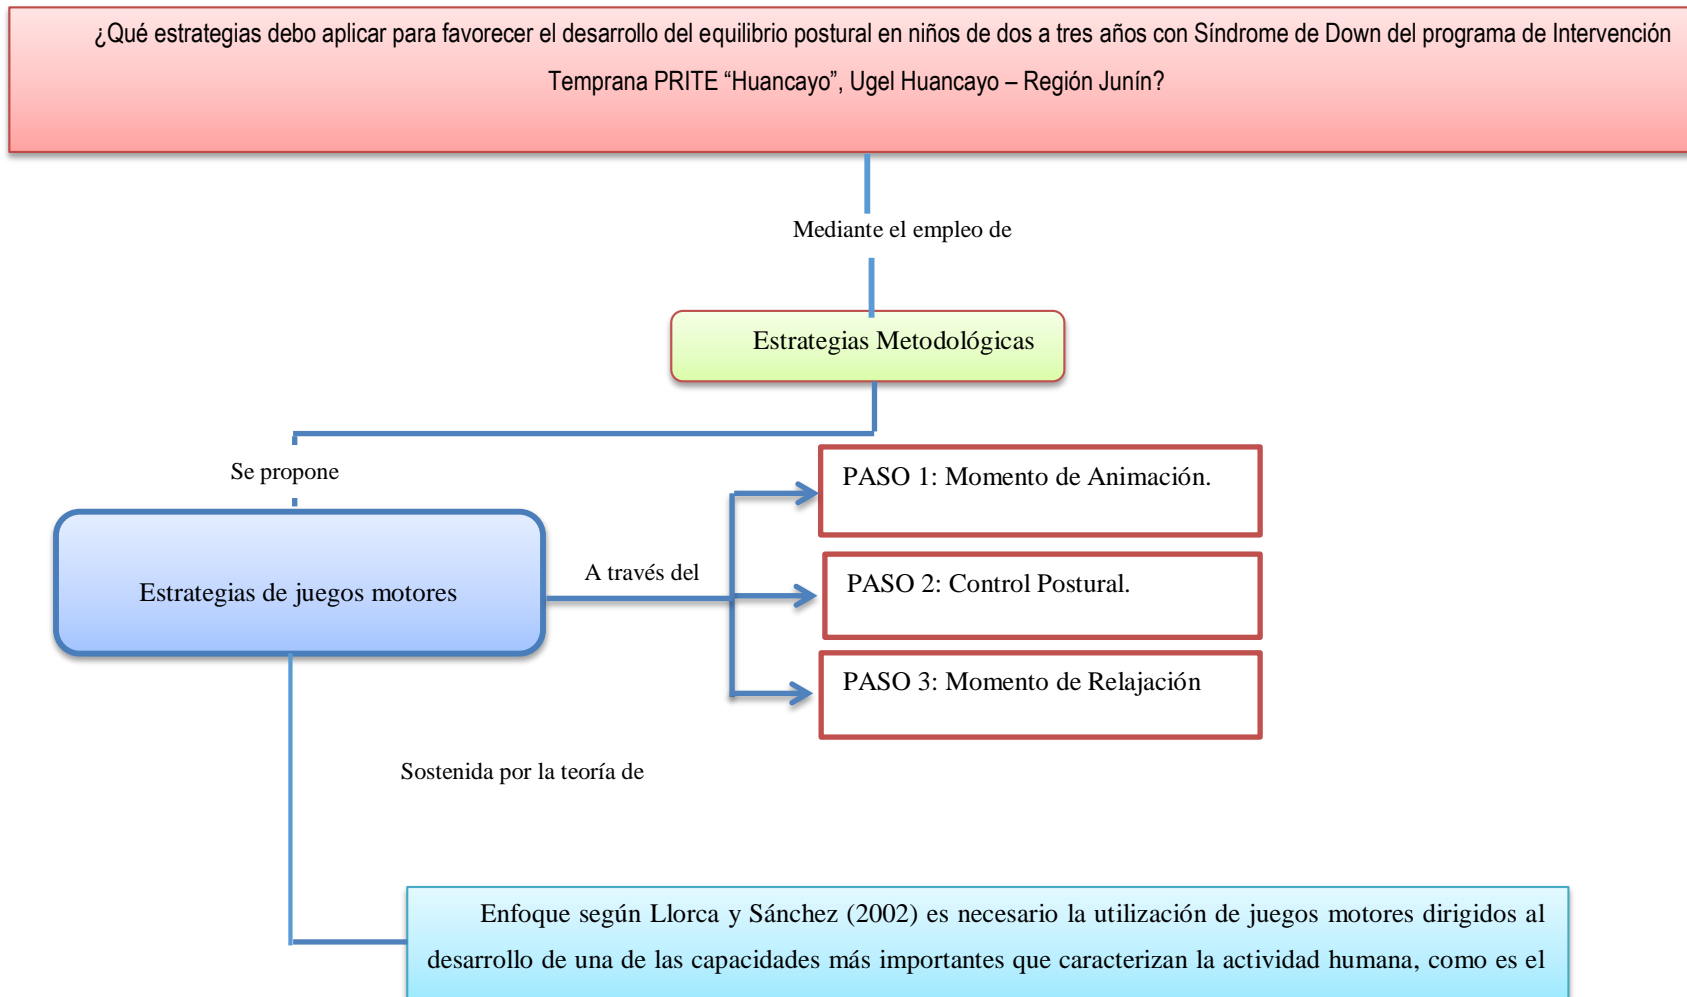 ¿Qué estrategias debo aplicar para favorecer el desarrollo del equilibrio postural en niños de dos a tres años con Síndrome de Down del programa de Intervención
Temprana PRITE “Huancayo”, Ugel Huancayo – Región Junín?
Mediante el empleo de
Estrategias Metodológicas
Se propone
PASO 1: Momento de Animación.
Estrategias de juegos motores
A través del
PASO 2: Control Postural.
PASO 3: Momento de Relajación
Sostenida por la teoría de
Enfoque según Llorca y Sánchez (2002) es necesario la utilización de juegos motores dirigidos al
desarrollo de una de las capacidades más importantes que caracterizan la actividad humana, como es el